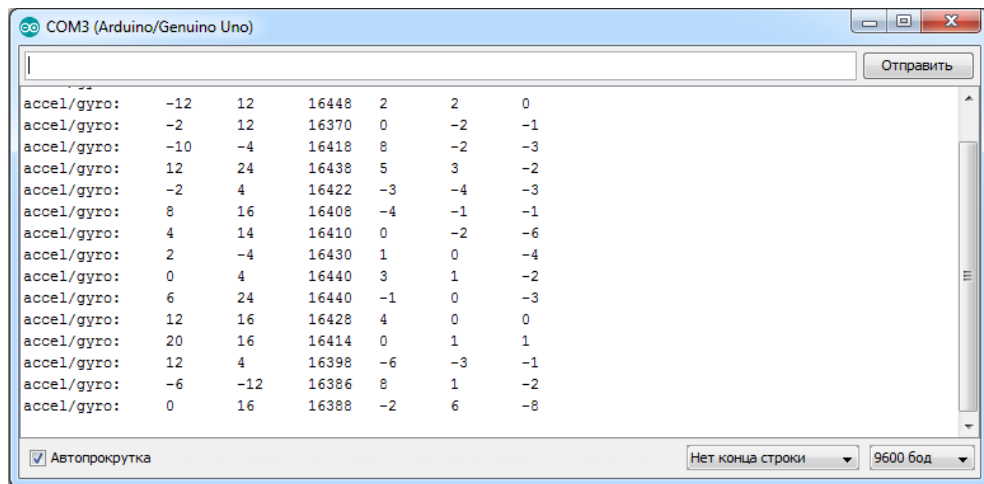 COM3 (Arduino/Genuino Uno)
Отправить
accel/gyro: -12 12 16448 2 2 0
accel/gyro: -2 12 16370 0 -2 -1
accel/gyro: -10 -4 16418 8 -2 -3
accel/gyro: 12 24 16438 5 3 -2
accel/gyro: -2 4 16422 -3 -4 -3
accel/gyro: 8 16 16408 -4 -1 -1
accel/gyro: 4 14 16410 0 -2 -6
accel/gyro: 2 -4 16430 1 0 -4
accel/gyro: 0 4 16440 3 1 -2
accel/gyro: 6 24 16440 -1 0 -3
accel/gyro: 12 16 16428 4 0 0
accel/gyro: 20 16 16414 0 1 1
accel/gyro: 12 4 16398 -6 -3 -1
accel/gyro: -6 -12 16386 8 1 -2
accel/gyro: 0 16 16388 -2 6 -8
Автопрокрутка Нет конца строки 9600 бод